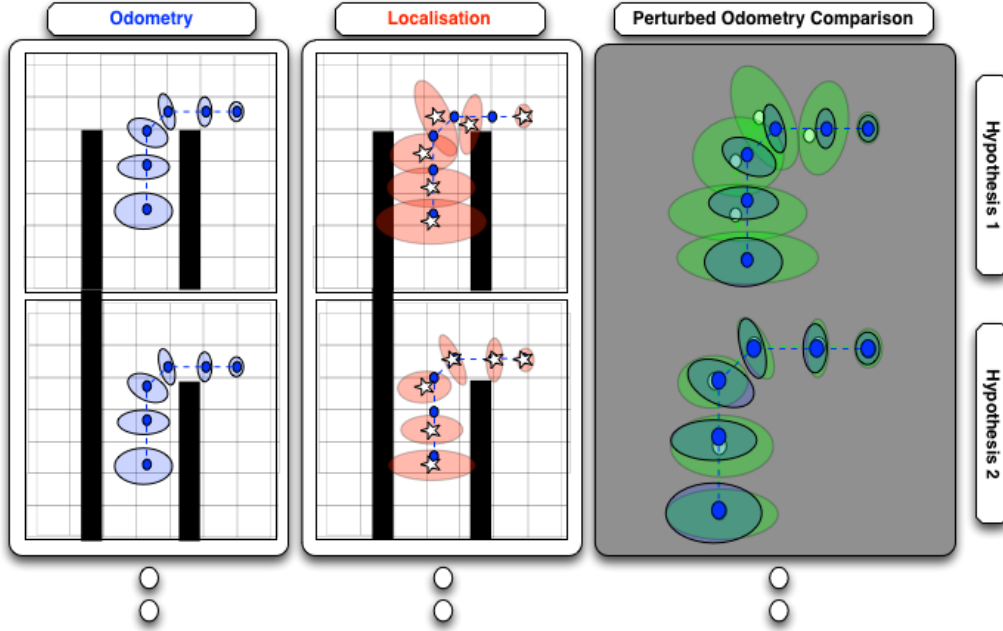 Odometry
Localisation
Perturbed Odometry Comparison
Hypothesis 1
Hypothesis 2